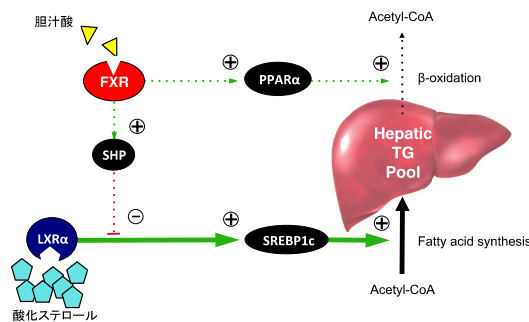 胆汁酸
Acetyl-CoA
FXR
⊕
PPARα
⊕
β-oxidation
⊕
SHP
Hepatic
TG
Pool
⊖
LXRα
⊕
SREBP1c
⊕
Fatty acid synthesis
酸化ステロール
Acetyl-CoA